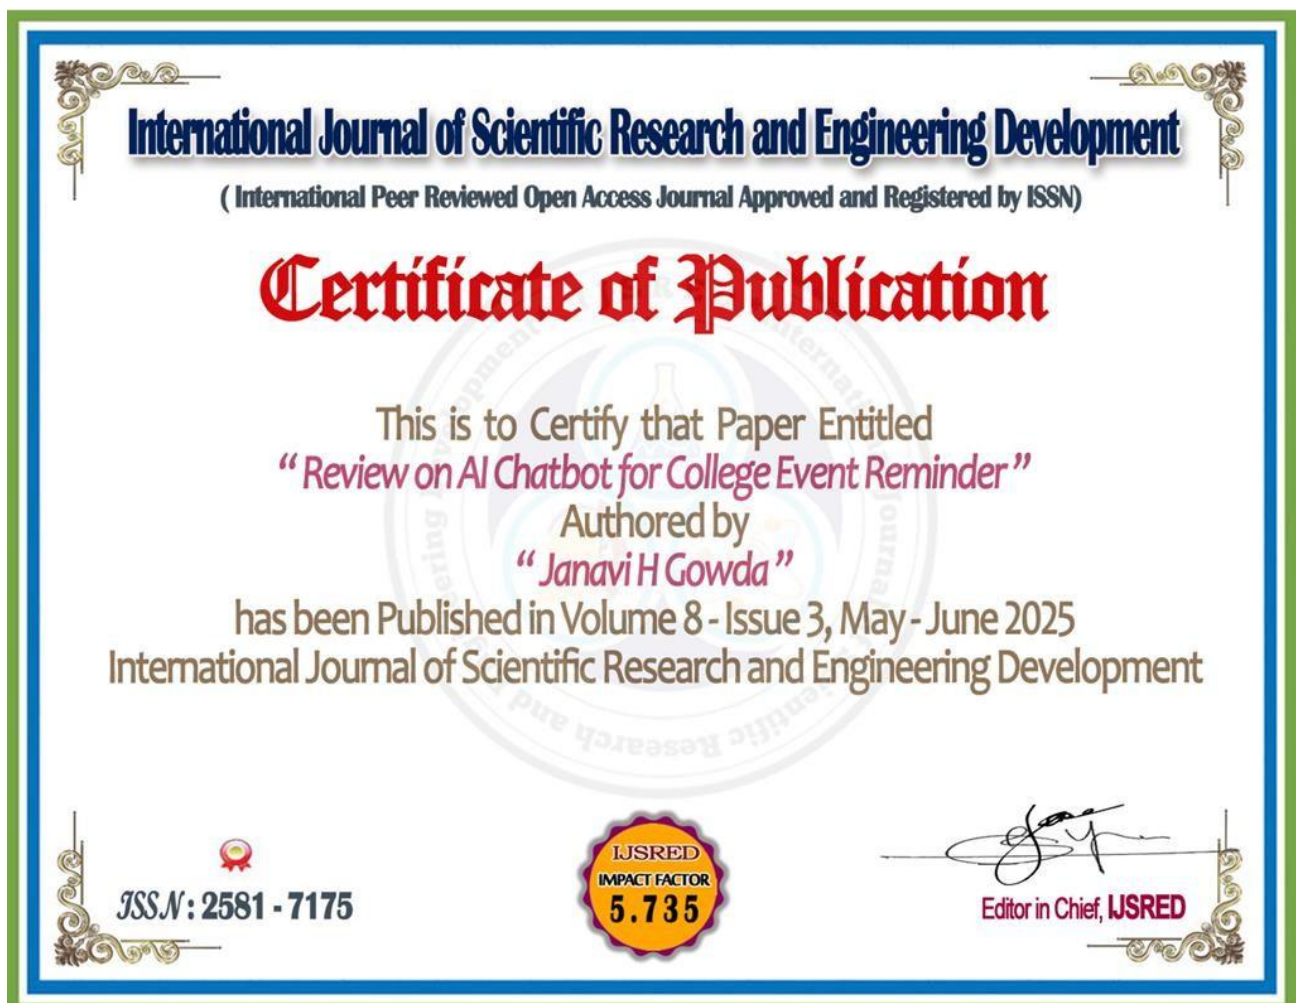 International Journal of Scientific Research and Engineering Development
( International Peer Reviewed Open Access Journal Approved and Registered by ISSN)
Certificate of Publication
This is to Certify that Paper Entitled
“ Review on AI Chatbot for College Event Reminder ”
Authored by
“ Janavi H Gowda ”
has been Published in Volume 8 - Issue 3, May - June 2025
International Journal of Scientific Research and Engineering Development
ISSN : 2581 - 7175
IJSRED
IMPACT FACTOR
5.735
Editor in Chief, IJSRED